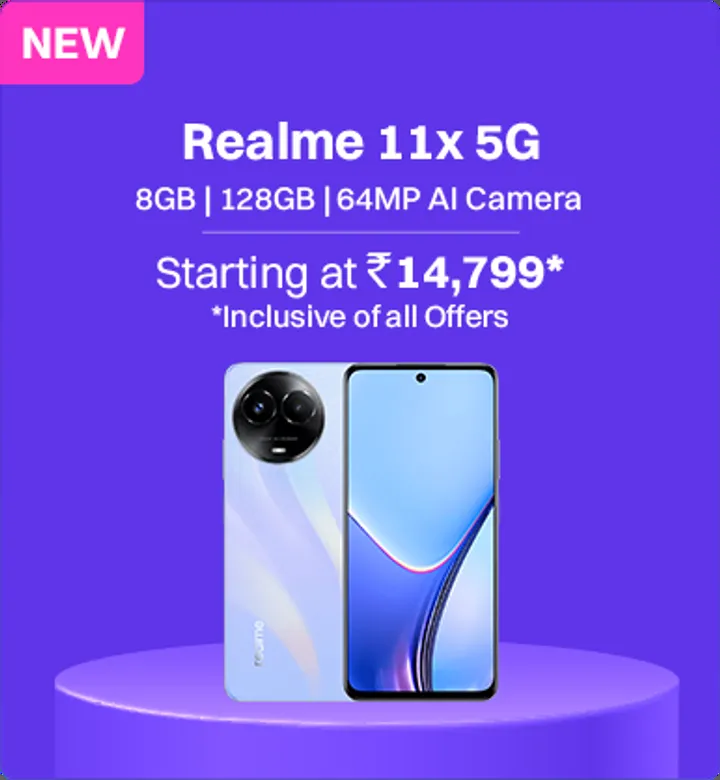 NEW
Realme 11x 5G
8GB | 128GB | 64MP AI Camera
Starting at ₹14,799*
*Inclusive of all Offers
realme